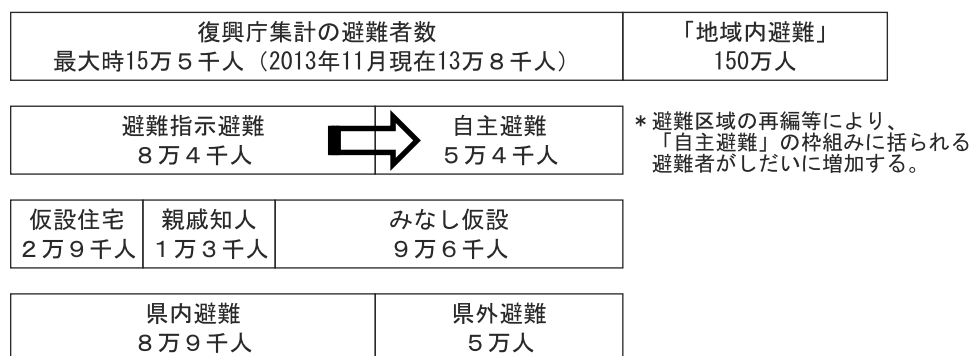 復興庁集計の避難者数
最大時15万5千人（2013年11月現在13万8千人）
「地域内避難」
150万人
避難指示避難
８万４千人
自主避難
５万４千人
＊避難区域の再編等により、
「自主避難」の枠組みに括られる
避難者がしだいに増加する。
仮設住宅
２万９千人
親戚知人
１万３千人
みなし仮設
９万６千人
県内避難
８万９千人
県外避難
５万人